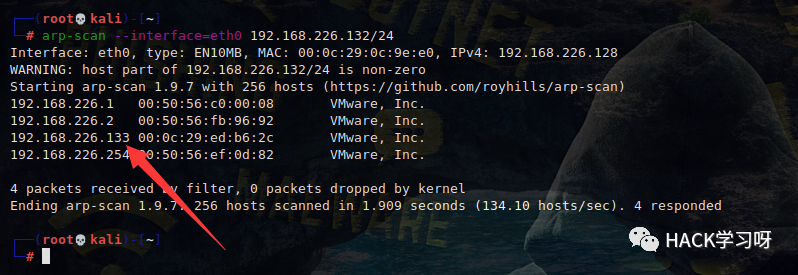 (root💀kali)-[~]
# arp-scan --interface=eth0 192.168.226.132/24
Interface: eth0, type: EN10MB, MAC: 00:0c:29:0c:9e:e0, IPv4: 192.168.226.128
WARNING: host part of 192.168.226.132/24 is non-zero
Starting arp-scan 1.9.7 with 256 hosts (https://github.com/royhills/arp-scan)
192.168.226.1 00:50:56:c0:00:08 VMware, Inc.
192.168.226.2 00:50:56:fb:96:92 VMware, Inc.
192.168.226.133 00:0c:29:ed:b6:2c VMware, Inc.
192.168.226.254 00:50:56:ef:0d:82 VMware, Inc.
4 packets received by filter, 0 packets dropped by kernel
Ending arp-scan 1.9.7: 256 hosts scanned in 1.909 seconds (134.10 hosts/sec). 4 responded
(root💀kali)-[~]
#
HACK学习呀
MALWARE